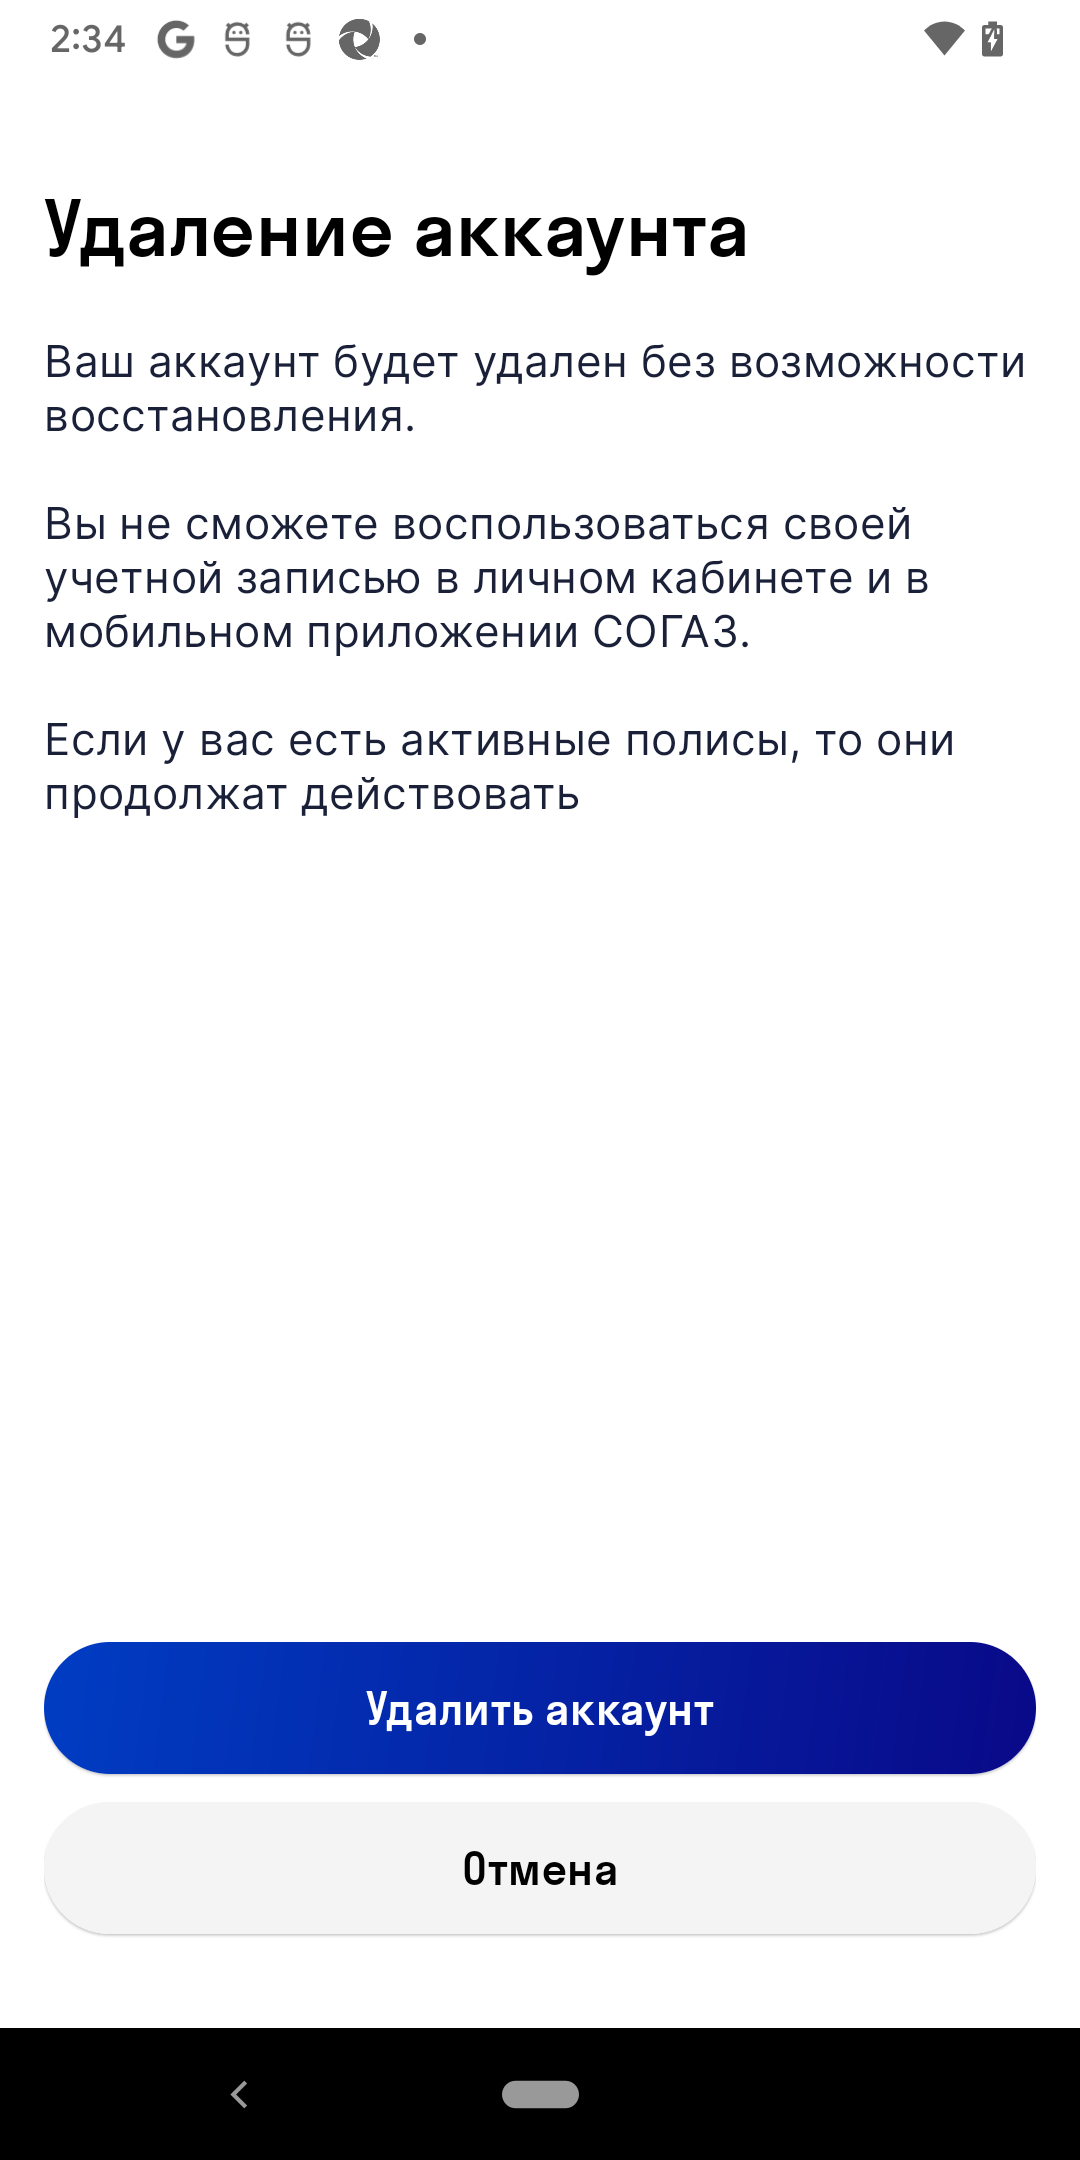 2:34
Удаление аккаунта
Ваш аккаунт будет удален без возможности
восстановления.
Вы не сможете воспользоваться своей
учетной записью в личном кабинете и в
мобильном приложении СОГАЗ.
Если у вас есть активные полисы, то они
продолжат действовать
Удалить аккаунт
Отмена